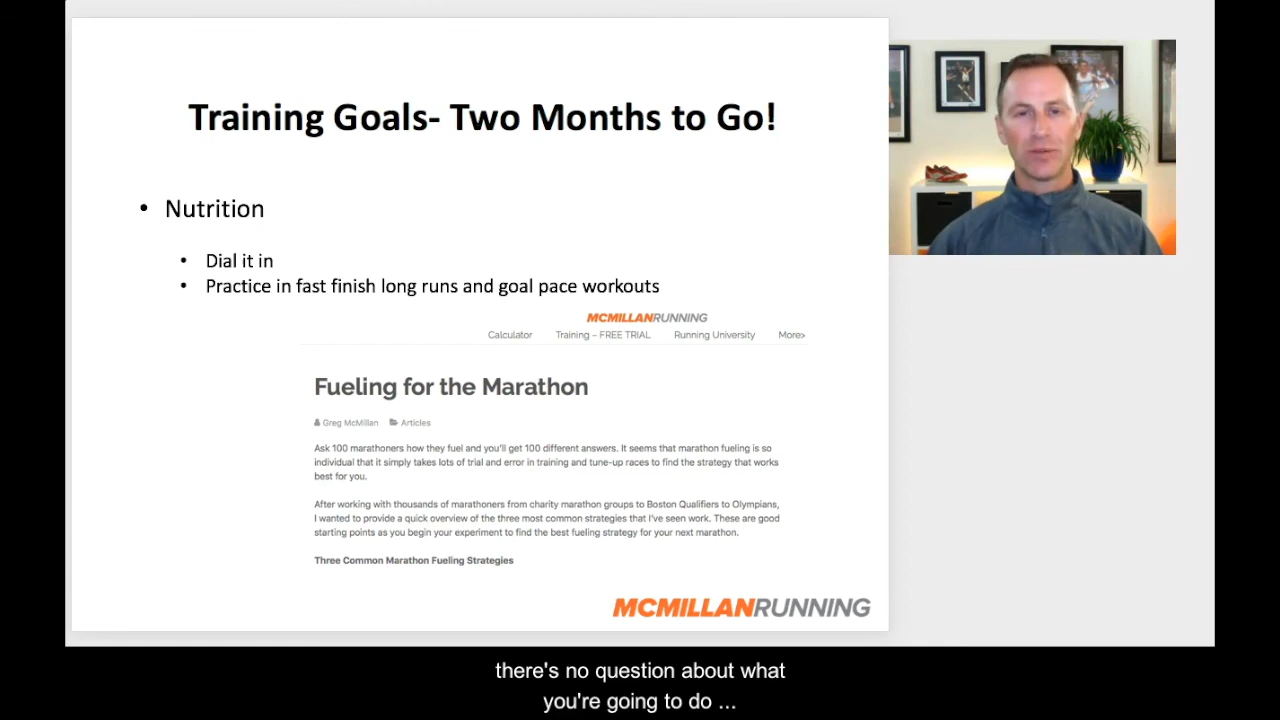 Training Goals- Two Months to Go!
• Nutrition
• Dial it in
• Practice in fast finish long runs and goal pace workouts
MCMILLANRUNNING
Calculator Training – FREE TRIAL Running University More>
Fueling for the Marathon
Greg McMillan Articles
Ask 100 marathoners how they fuel and you'll get 100 different answers. It seems that marathon fueling is so
individual that it simply takes lots of trial and error in training and tune-up races to find the strategy that works
best for you.
After working with thousands of marathoners from charity marathon groups to Boston Qualifiers to Olympians,
I wanted to provide a quick overview of the three most common strategies that I've seen work. These are good
starting points as you begin your experiment to find the best fueling strategy for your next marathon.
Three Common Marathon Fueling Strategies
MCMILLANRUNNING
there's no question about what
you're going to do ...